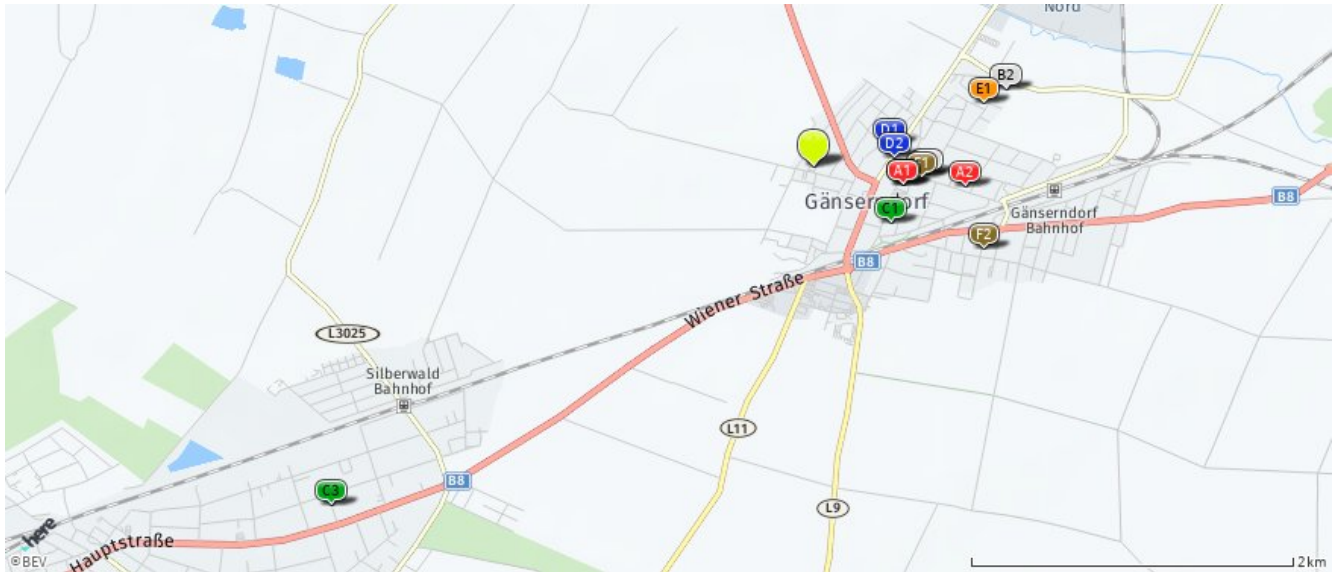 Nord
B2
E1
D1
D2
A1
A2
Gänserndorf
C1
B8
Gänserndorf
Bahnhof
F2
B8
Wiener Straße
L3025
Silberwald
Bahnhof
L11
B8
C3
L9
here
Hauptstraße
©BEV
2km